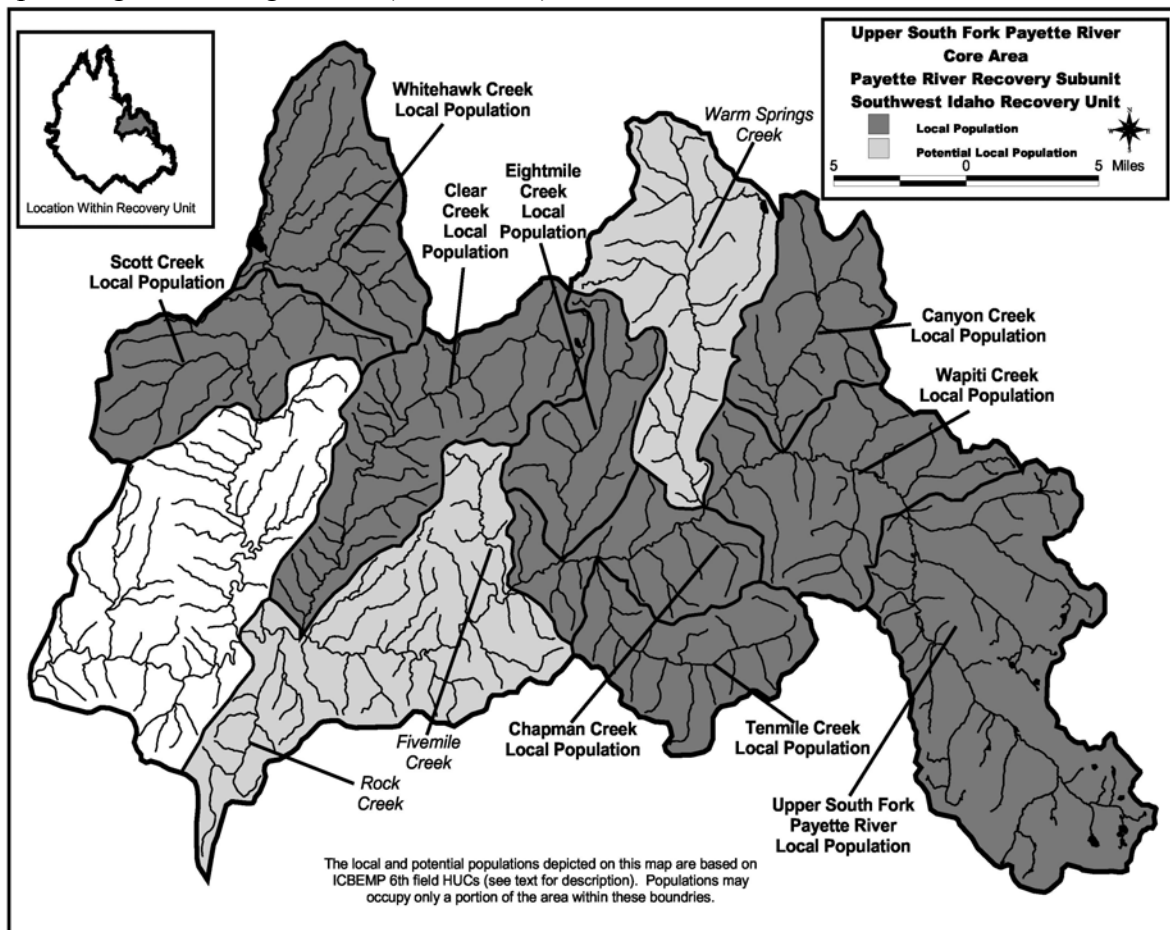 Upper South Fork Payette River
Core Area
Payette River Recovery Subunit
Southwest Idaho Recovery Unit
Local Population
Potential Local Population
N
5
0
5 Miles
Location Within Recovery Unit
Whitehawk Creek
Local Population
Warm Springs
Creek
Eightmile
Creek
Local
Population
Clear
Creek
Local
Population
Scott Creek
Local Population
Canyon Creek
Local Population
Wapiti Creek
Local Population
Chapman Creek
Local Population
Tenmile Creek
Local Population
Fivemile
Creek
Rock
Creek
Upper South Fork
Payette River
Local Population
The local and potential populations depicted on this map are based on
ICBEMP 6th field HUCs (see text for description). Populations may
occupy only a portion of the area within these boundries.